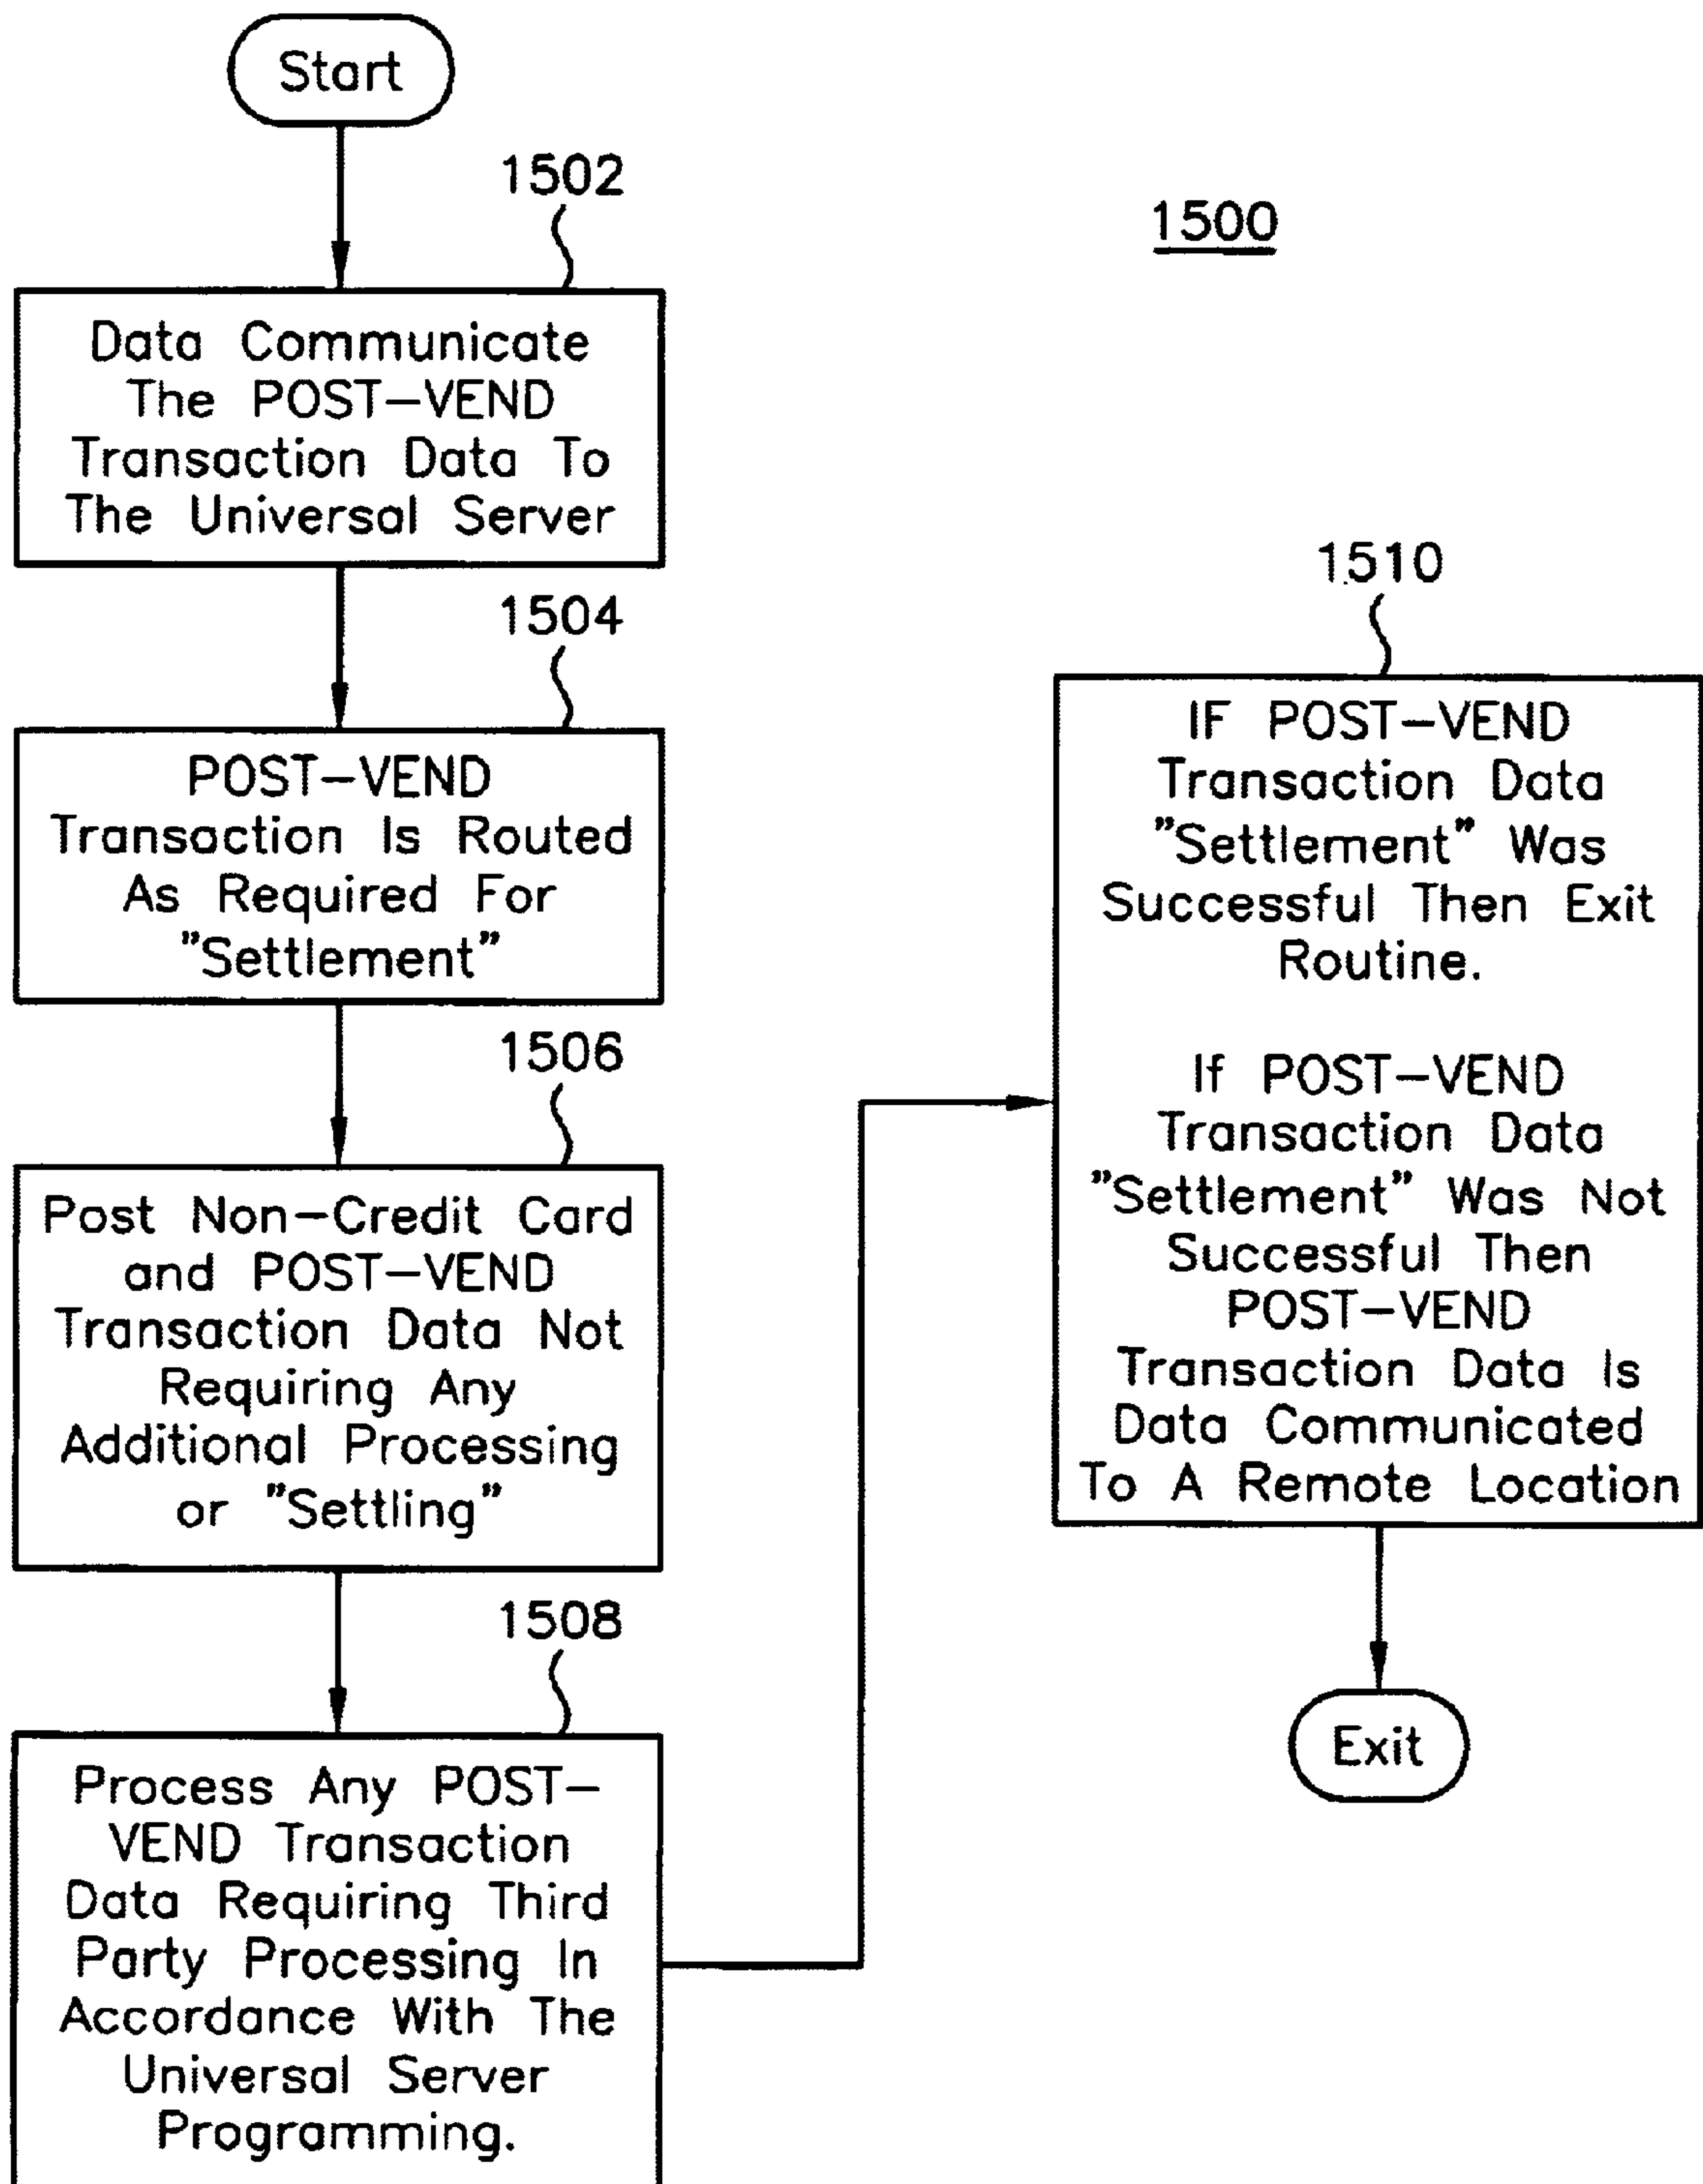 Start
1502
1500
Data Communicate
The POST–VEND
Transaction Data To
The Universal Server
1504
POST–VEND
Transaction Is Routed
As Required For
"Settlement"
1506
Post Non–Credit Card
and POST–VEND
Transaction Data Not
Requiring Any
Additional Processing
or "Settling"
1508
Process Any POST–
VEND Transaction
Data Requiring Third
Party Processing In
Accordance With The
Universal Server
Programming.
1510
IF POST–VEND
Transaction Data
"Settlement" Was
Successful Then Exit
Routine.
If POST–VEND
Transaction Data
"Settlement" Was Not
Successful Then
POST–VEND
Transaction Data Is
Data Communicated
To A Remote Location
Exit